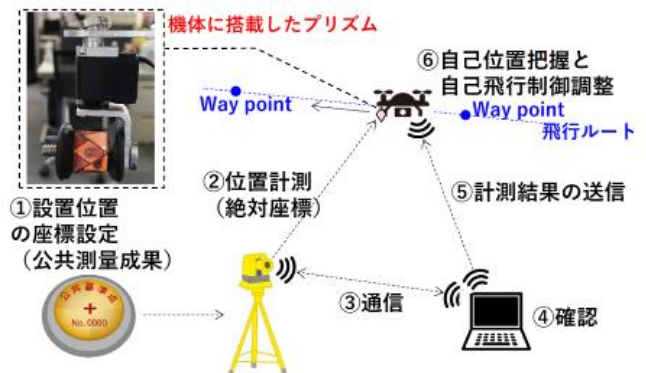 機体に搭載したプリズム
⑥自己位置把握と
自己飛行制御調整
Way point
Way point
飛行ルート
②位置計測
（絶対座標）
⑤計測結果の送信
①設置位置
の座標設定
（公共測量成果）
公共基準点
No. 0000
③通信
④確認